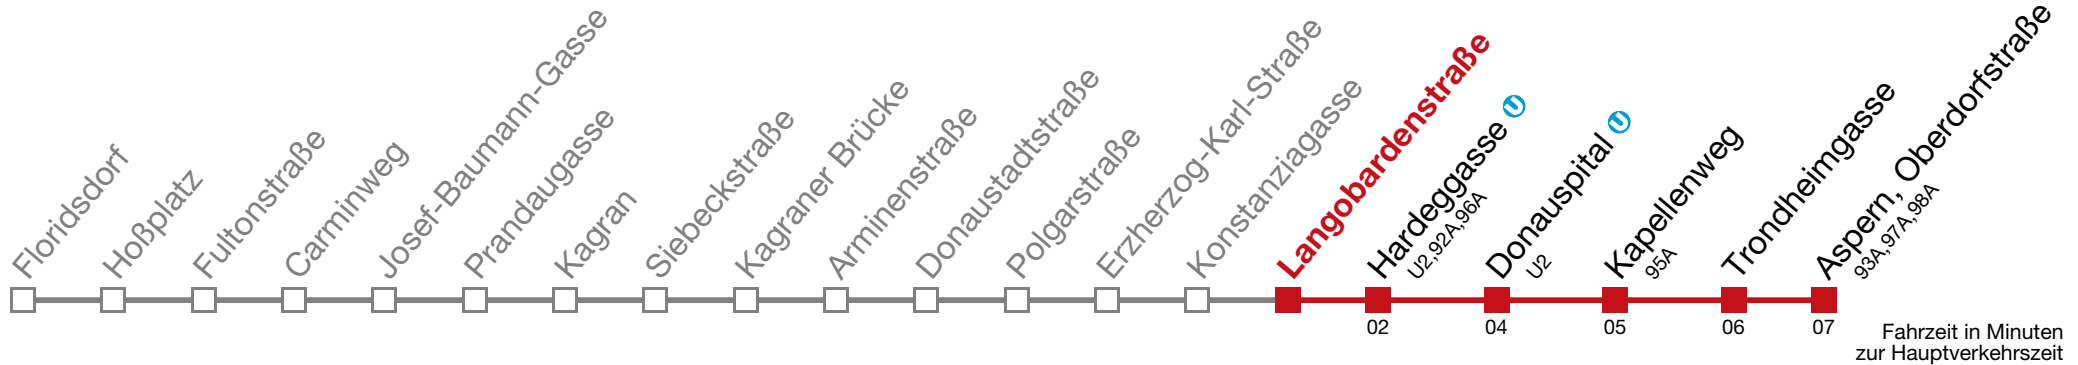 Floridsdorf
Hoßplatz
Fultonstraße
Carminweg
Josef-Baumann-Gasse
Prandaugasse
Kagran
Siebeckstraße
Kagraner Brücke
Arminenstraße
Donaustadtstraße
Polgarstraße
Erzherzog-Karl-Straße
Konstanziagasse
Langobardenstraße
Hardeggasse U
U2,92A,96A
Donauspital U
U2
Kapellenweg
95A
Trondheimgasse
Aspern, Oberdorfstraße
93A,97A,98A
02
04
05
06
07
Fahrzeit in Minuten
zur Hauptverkehrszeit